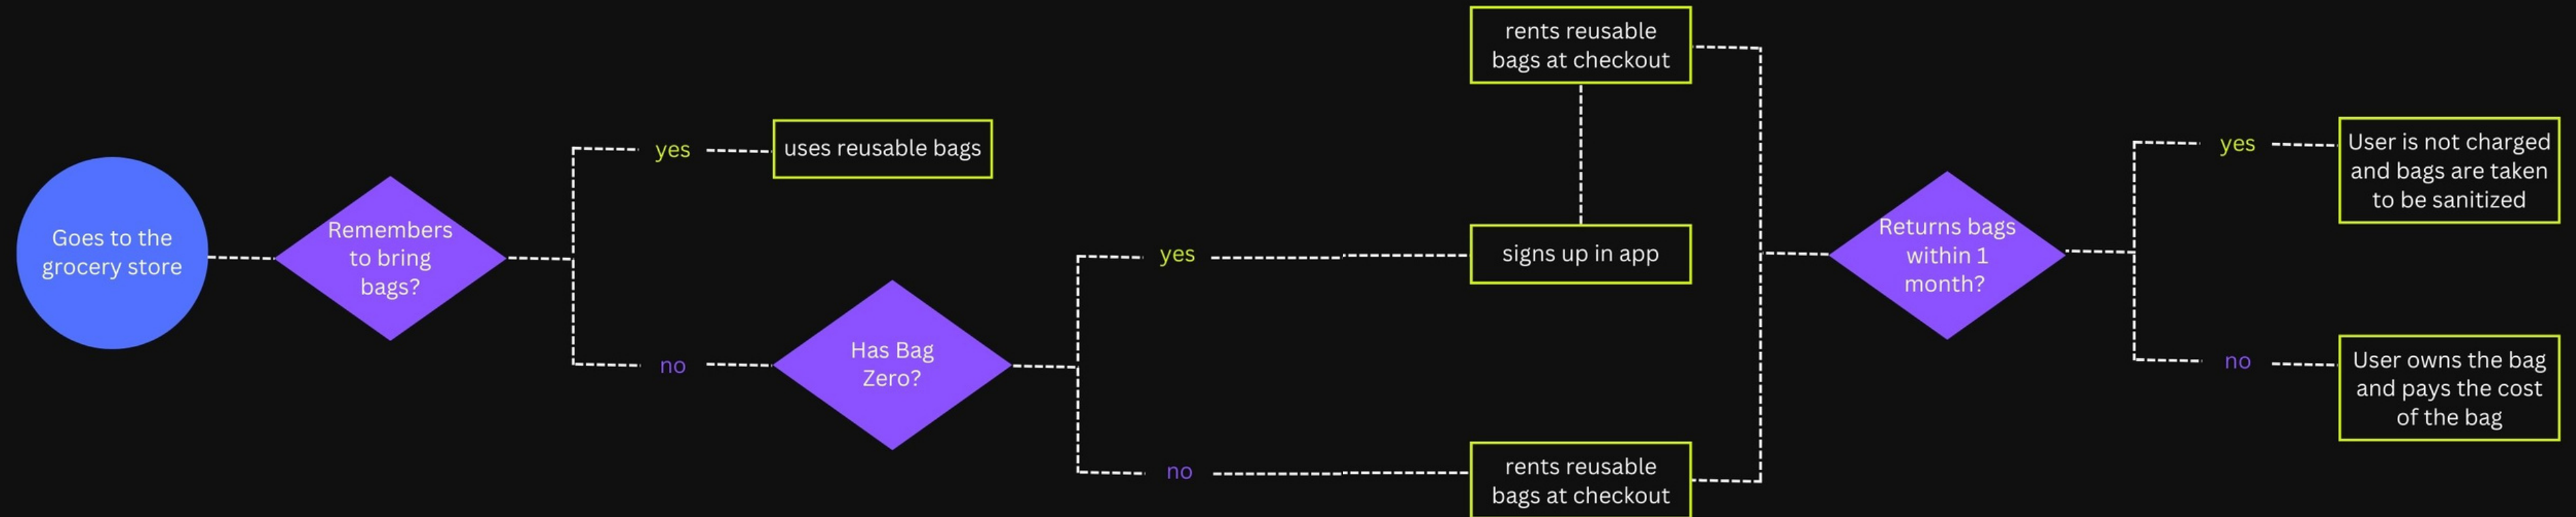 Goes to the
grocery store
Remembers
to bring
bags?
yes
uses reusable bags
no
Has Bag
Zero?
yes
signs up in app
rents reusable
bags at checkout
no
rents reusable
bags at checkout
Returns bags
within 1
month?
yes
User is not charged
and bags are taken
to be sanitized
no
User owns the bag
and pays the cost
of the bag